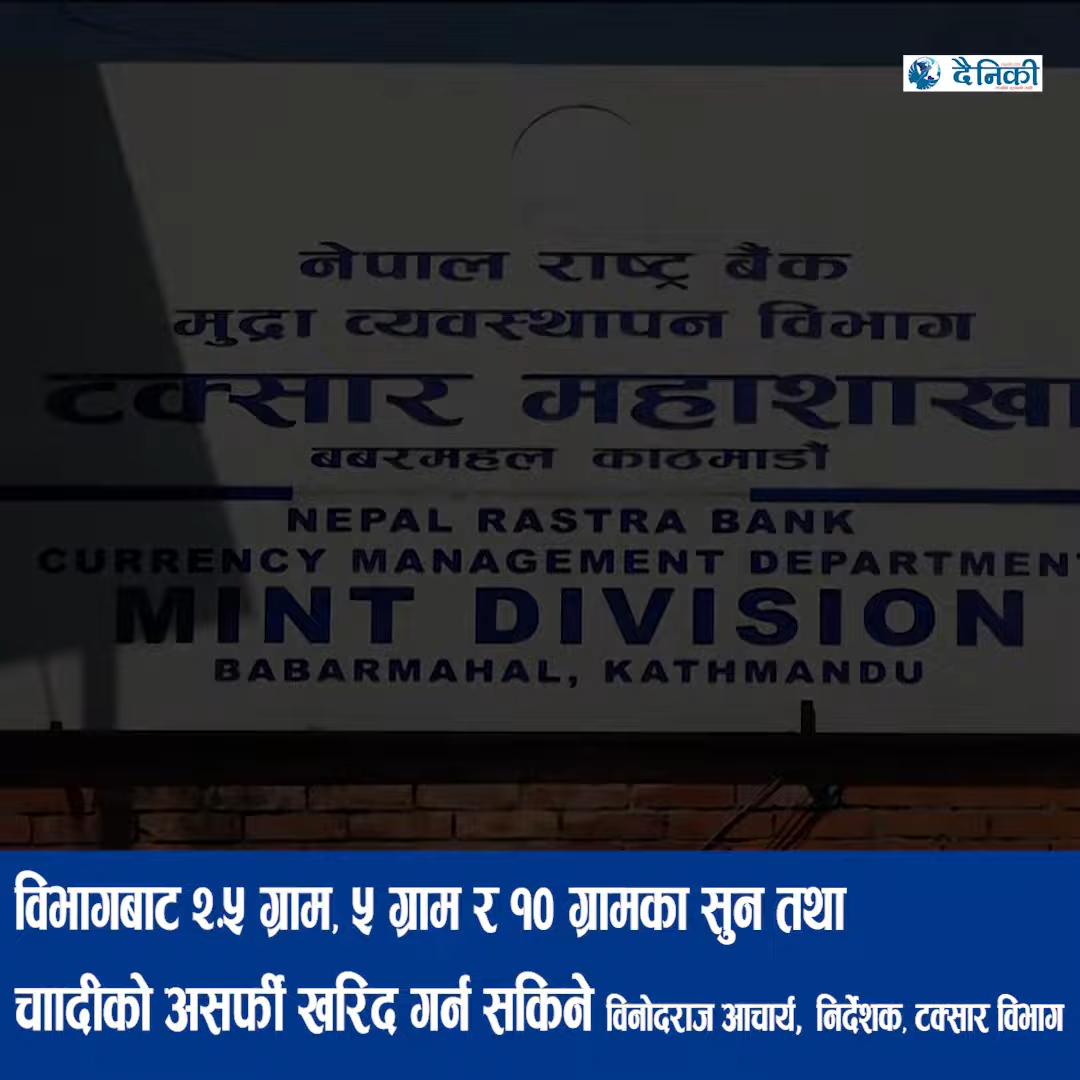 दैनिकी
नेपाल राष्ट्र बैंक
मुद्रा व्यवस्थापन विभाग
टक्सार महाशाखा
बबरमहल काठमाडौं
NEPAL RASTRA BANK
CURRENCY MANAGEMENT DEPARTMENT
MINT DIVISION
BABARMAHAL, KATHMANDU
विभागबाट २.५ ग्राम, ५ ग्राम र १० ग्रामका सुन तथा
चाादीको असर्फी खरिद गर्न सकिने विनोदराज आचार्य, निर्देशक, टक्सार विभाग